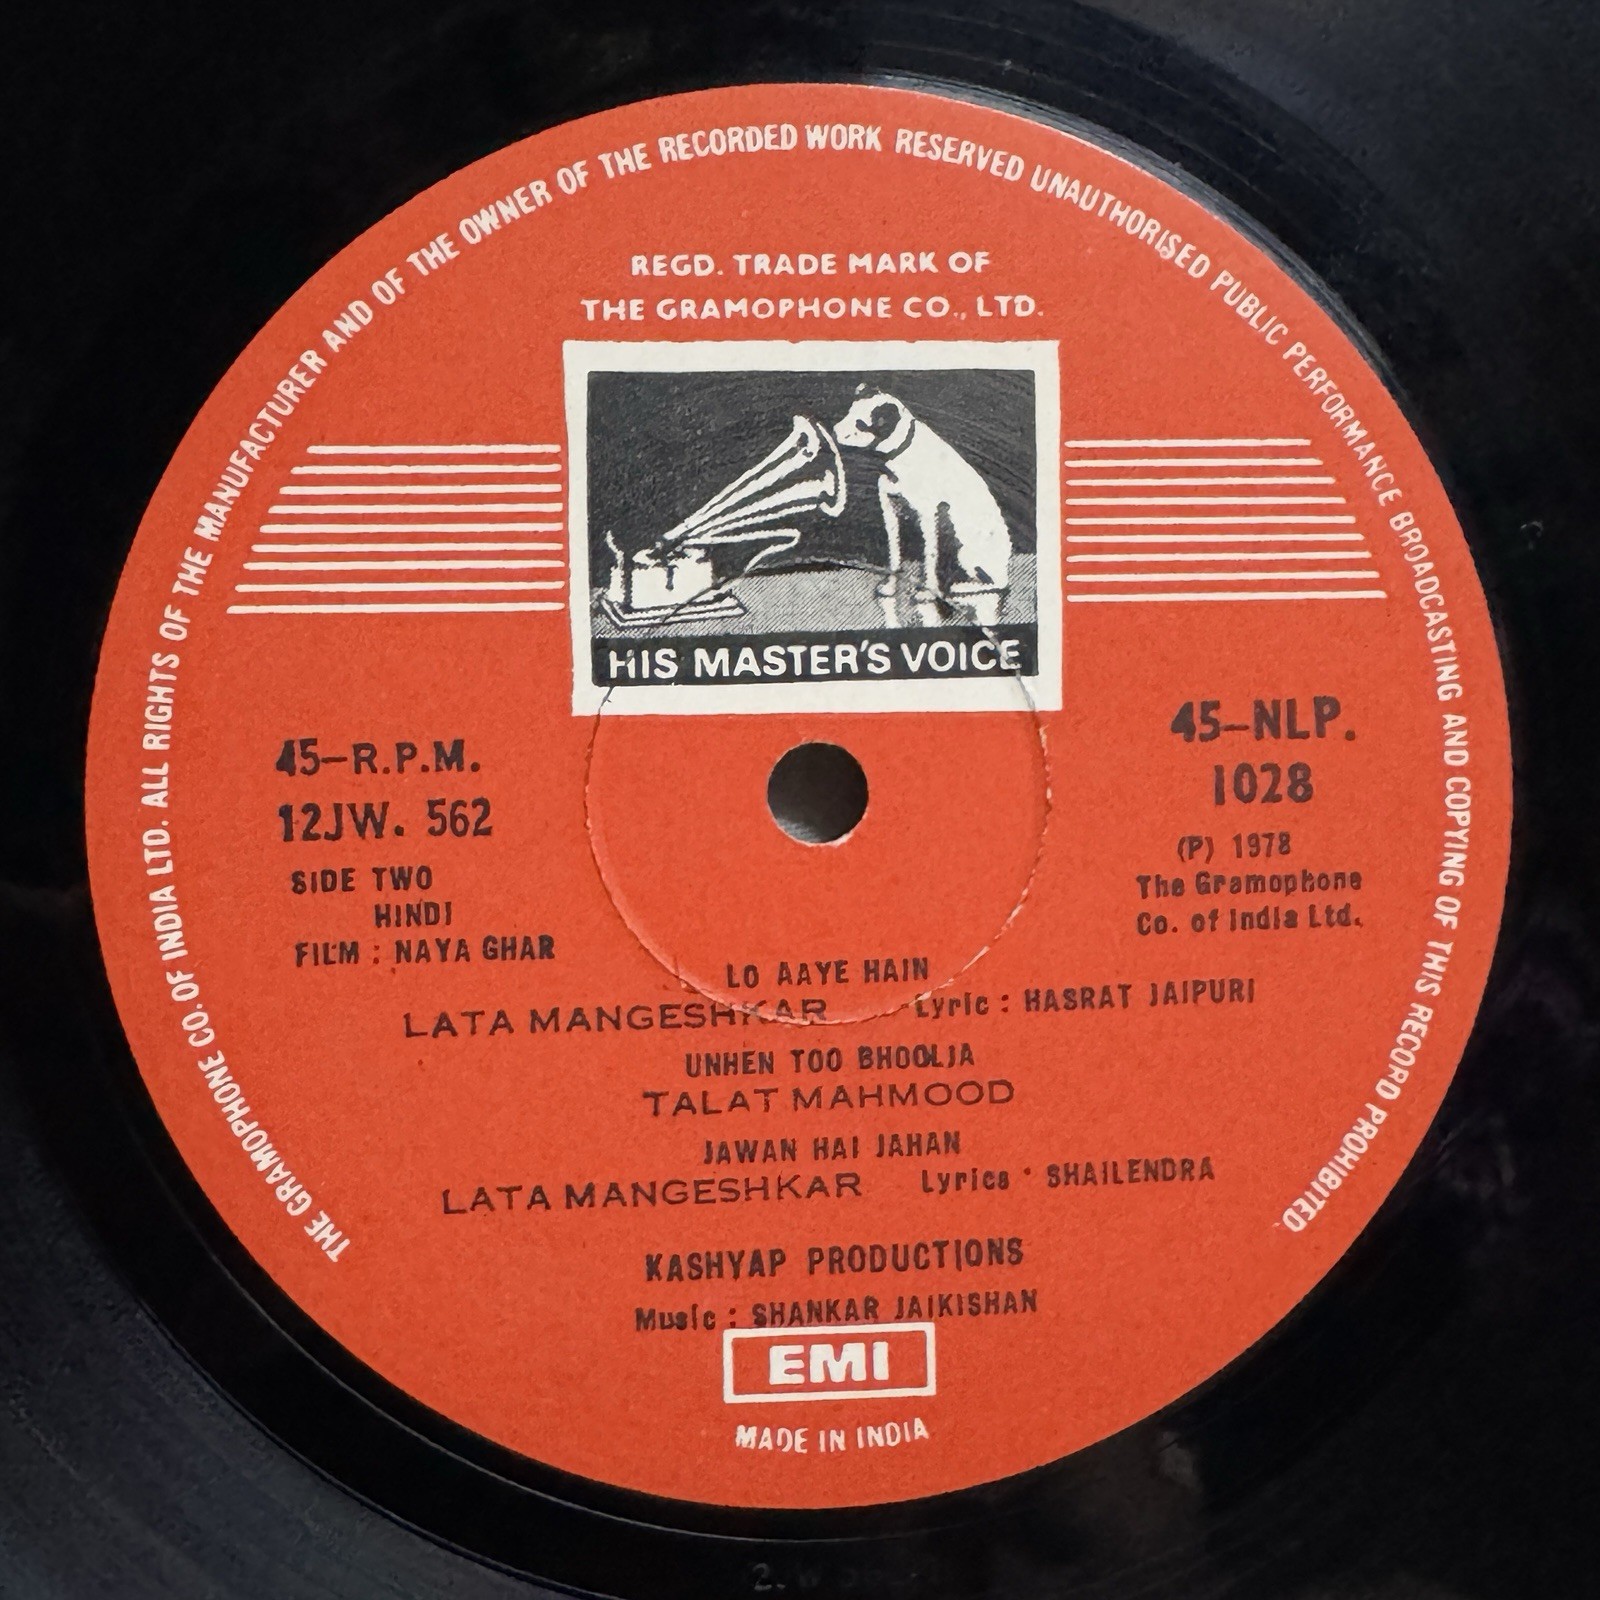 THE GRAMOPHONE CO. OF INDIA LTD. ALL RIGHTS OF THE MANUFACTURER AND OF THE OWNER OF THE RECORDED WORK RESERVED UNAUTHORISED PUBLIC PERFORMANCE BROADCASTING AND COPYING OF THIS RECORD PROHIBITED
REGD. TRADE MARK OF
THE GRAMOPHONE CO., LTD.
HIS MASTER'S VOICE
45-R.P.M.
12JW. 562
SIDE TWO
HINDI
FILM : NAYA GHAR
45-NLP.
1028
(P) 1978
The Gramophone
Co. of India Ltd.
LO AAYE HAIN
LATA MANGESHKAR Lyric : HASRAT JAIPURI
UNHEN TOO BHOOLJA
TALAT MAHMOOD
JAWAN HAI JAHAN
LATA MANGESHKAR Lyrics : SHAILENDRA
KASHYAP PRODUCTIONS
Music : SHANKAR JAIKISHAN
EMI
MADE IN INDIA